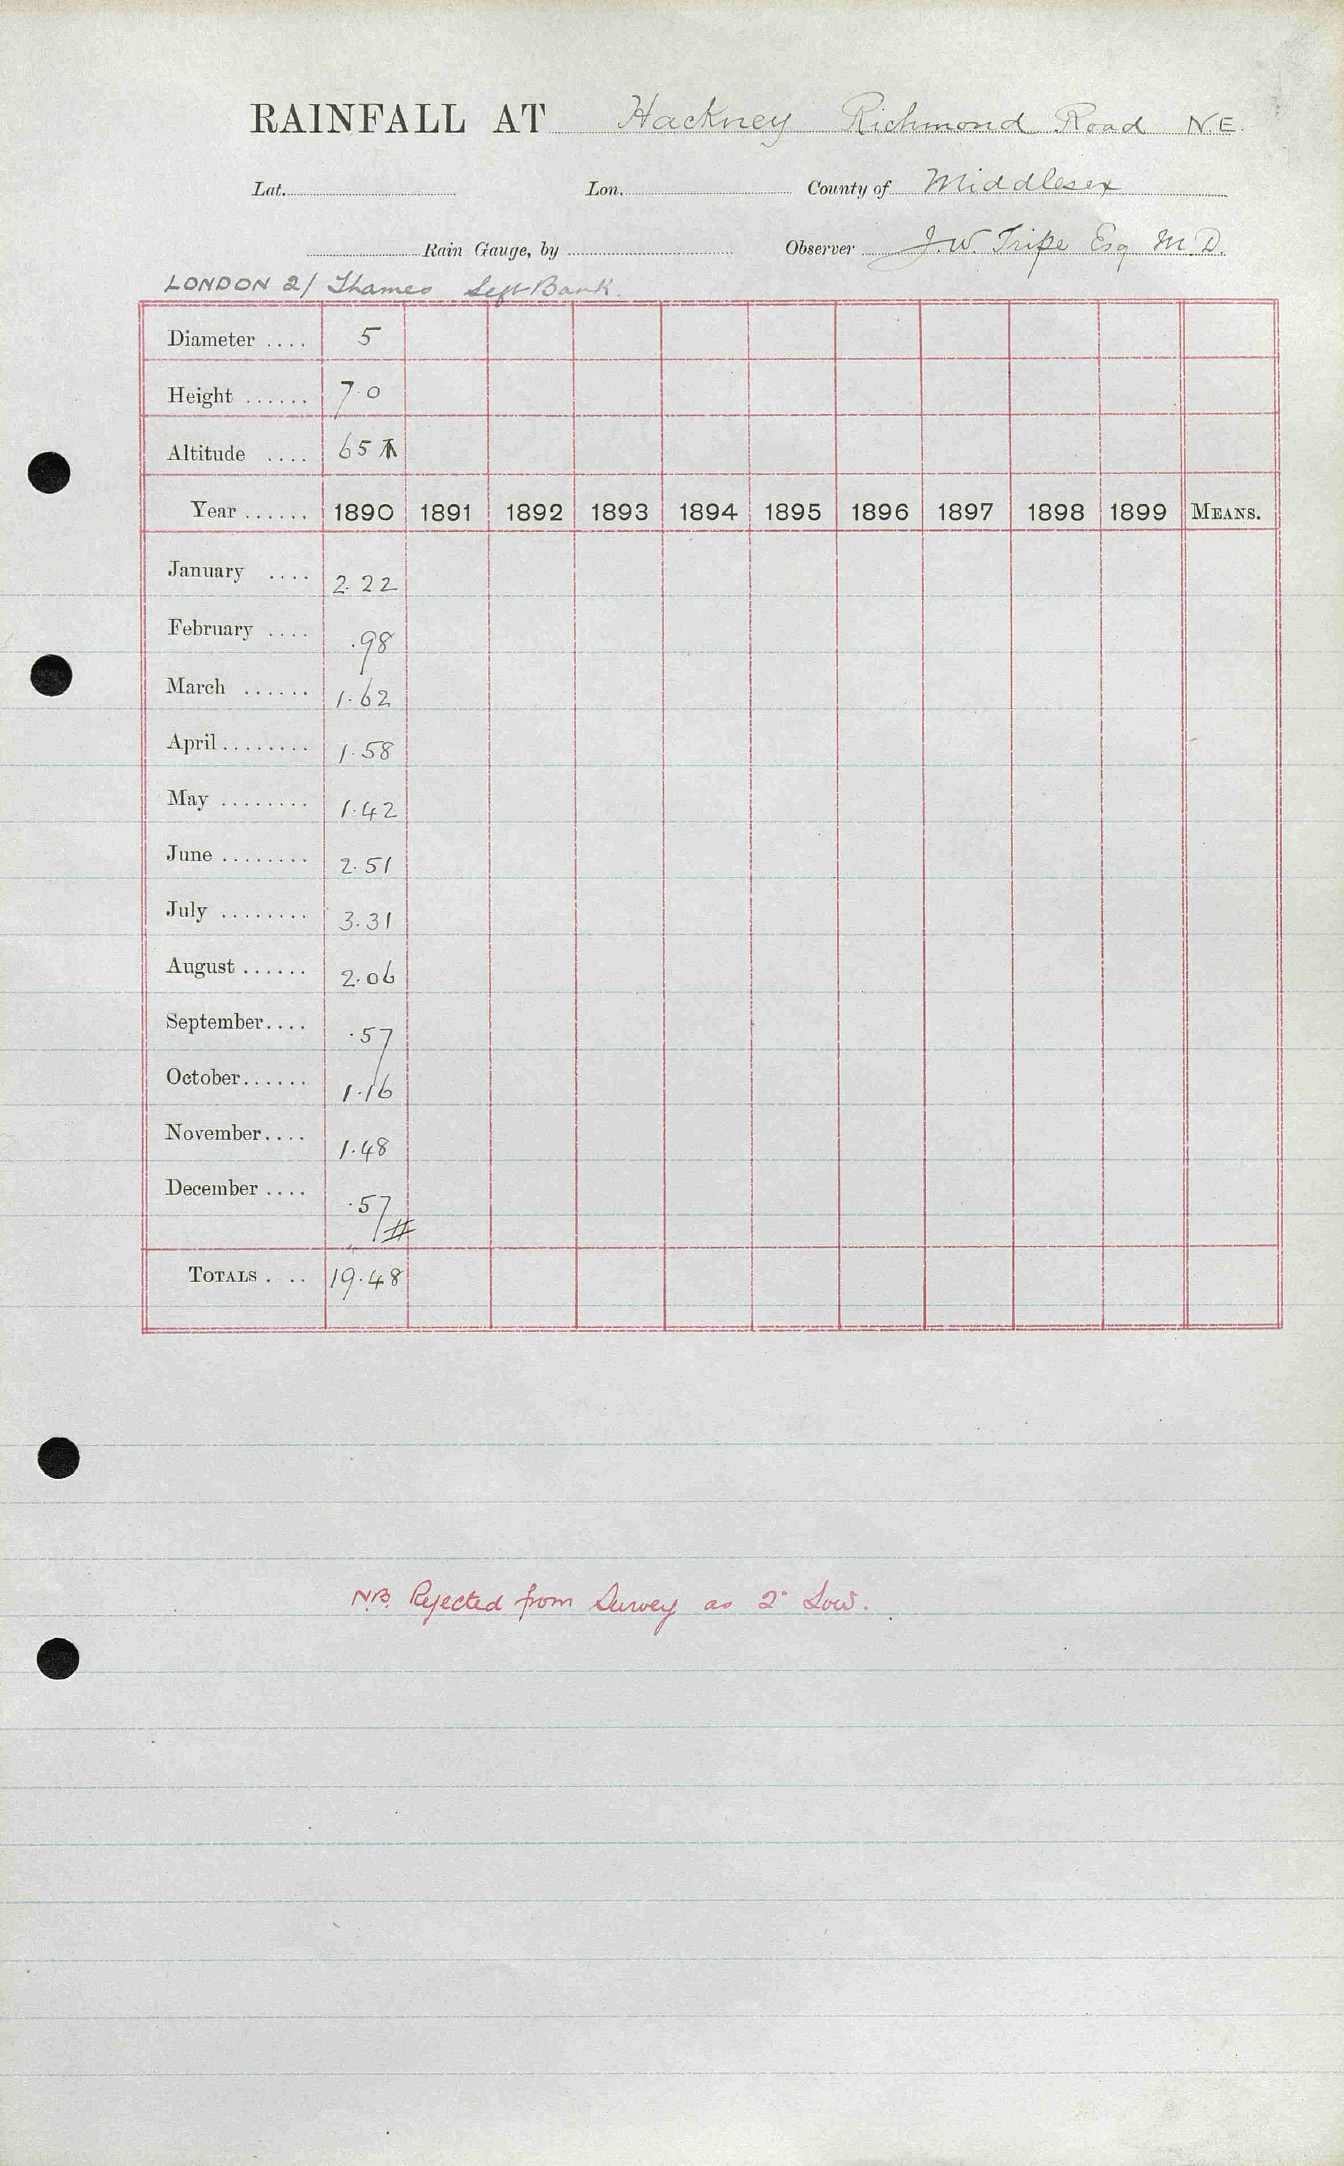 RAINFALL AT Hackney Richmond Road N.E.
Lat. Lon. County of Middlesex
Rain Gauge, by Observer J.W. Tripe Esq M.D.
LONDON 2/ Thames Left Bank.
Diameter .... 5
Height ...... 7.0
Altitude .... 65
Year ...... 1890 1891 1892 1893 1894 1895 1896 1897 1898 1899 MEANS.
January .... 2.22
February .... .98
March ...... 1.62
April ........ 1.58
May ........ 1.42
June ........ 2.51
July ........ 3.31
August ...... 2.06
September .... .57
October ...... 1.16
November .... 1.48
December .... .57
TOTALS . .. 19.48
N.B. Rejected from Survey as 2" Low.